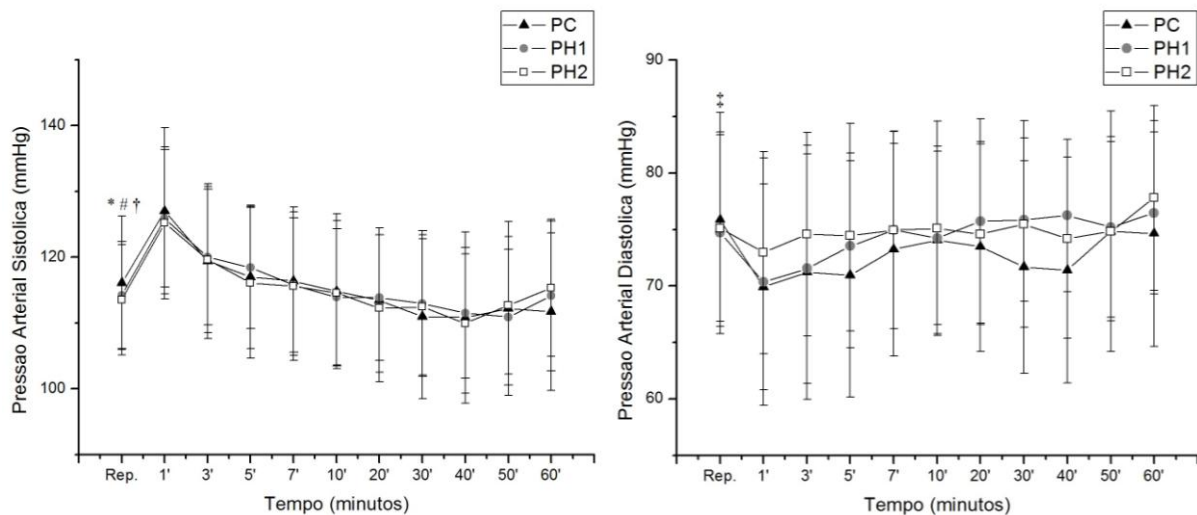 PC
PH1
PH2
Pressao Arterial Sistolica (mmHg)
140
120
100
* # †
Rep. 1' 3' 5' 7' 10' 20' 30' 40' 50' 60'
Tempo (minutos)
PC
PH1
PH2
Pressao Arterial Diastolica (mmHg)
90
80
70
60
‡
Rep. 1' 3' 5' 7' 10' 20' 30' 40' 50' 60'
Tempo (minutos)